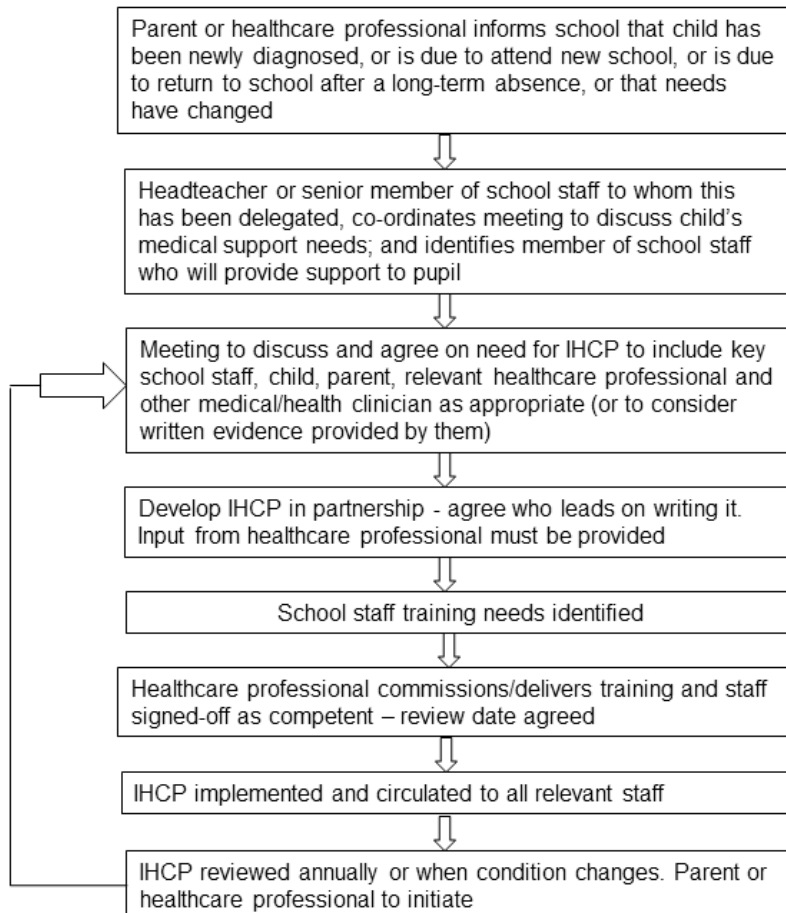 Parent or healthcare professional informs school that child has
been newly diagnosed, or is due to attend new school, or is due
to return to school after a long-term absence, or that needs
have changed
Headteacher or senior member of school staff to whom this
has been delegated, co-ordinates meeting to discuss child’s
medical support needs; and identifies member of school staff
who will provide support to pupil
Meeting to discuss and agree on need for IHCP to include key
school staff, child, parent, relevant healthcare professional and
other medical/health clinician as appropriate (or to consider
written evidence provided by them)
Develop IHCP in partnership - agree who leads on writing it.
Input from healthcare professional must be provided
School staff training needs identified
Healthcare professional commissions/delivers training and staff
signed-off as competent – review date agreed
IHCP implemented and circulated to all relevant staff
IHCP reviewed annually or when condition changes. Parent or
healthcare professional to initiate